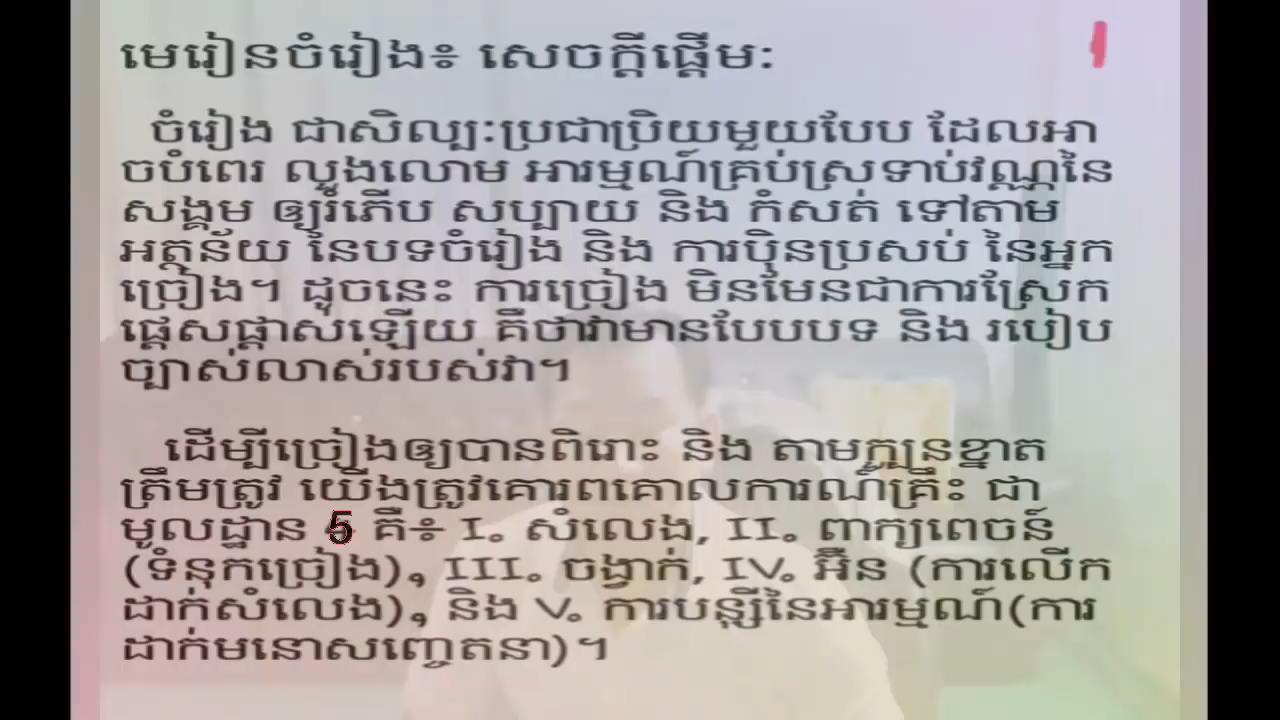 មេរៀនចំរៀង៖ សេចក្តីផ្តើម: 1
ចំរៀង ជាសិល្ប:ប្រជាប្រិយមួយបែប ដែលអា
ចបំពេរ លួងលោម អារម្មណ៍គ្រប់ស្រទាប់វណ្ណនៃ
សង្គម ឲ្យរំភើប សប្បាយ និង កំសត់ ទៅតាម
អត្ថន័យ នៃបទចំរៀង និង ការប៉ិនប្រសប់ នៃអ្នក
ច្រៀង។ ដូចនេះ ការច្រៀង មិនមែនជាការស្រែក
ផ្តេសផ្តាសឡើយ គឺថាវាមានបែបបទ និង របៀប
ច្បាស់លាស់របស់វា។
ដើម្បីច្រៀងឲ្យបានពិរោះ និង តាមក្បួនខ្នាត
ត្រឹមត្រូវ យើងត្រូវគោរពគោលការណ៍គ្រឹះ ជា
មូលដ្ឋាន 5 គឺ÷ I. សំលេង, II. ពាក្យពេចន៍
(ទំនុកច្រៀង), III. ចង្វាក់, IV. អ៊ីន (ការលើក
ដាក់សំលេង), និង V. ការបន្ស៊ីនៃអារម្មណ៍(ការ
ដាក់មនោសញ្ចេតនា)។